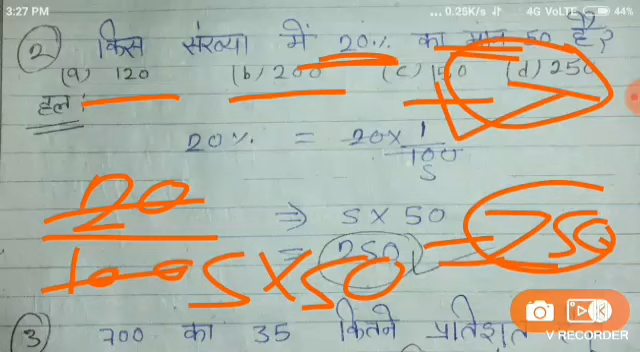 3:27 PM ... 0.25K/s 4G VoLTE 44%
(2) किस संख्या में 20% का मान 50 है?
(a) 120 (b) 200 (c) (d) 250
हल:
20% = 20 × 1/100
5
20 ⇒ 5 × 50
100 = 250
5×50 = 250
(3) 700 का 35 कितने प्रतिशत
V RECORDER